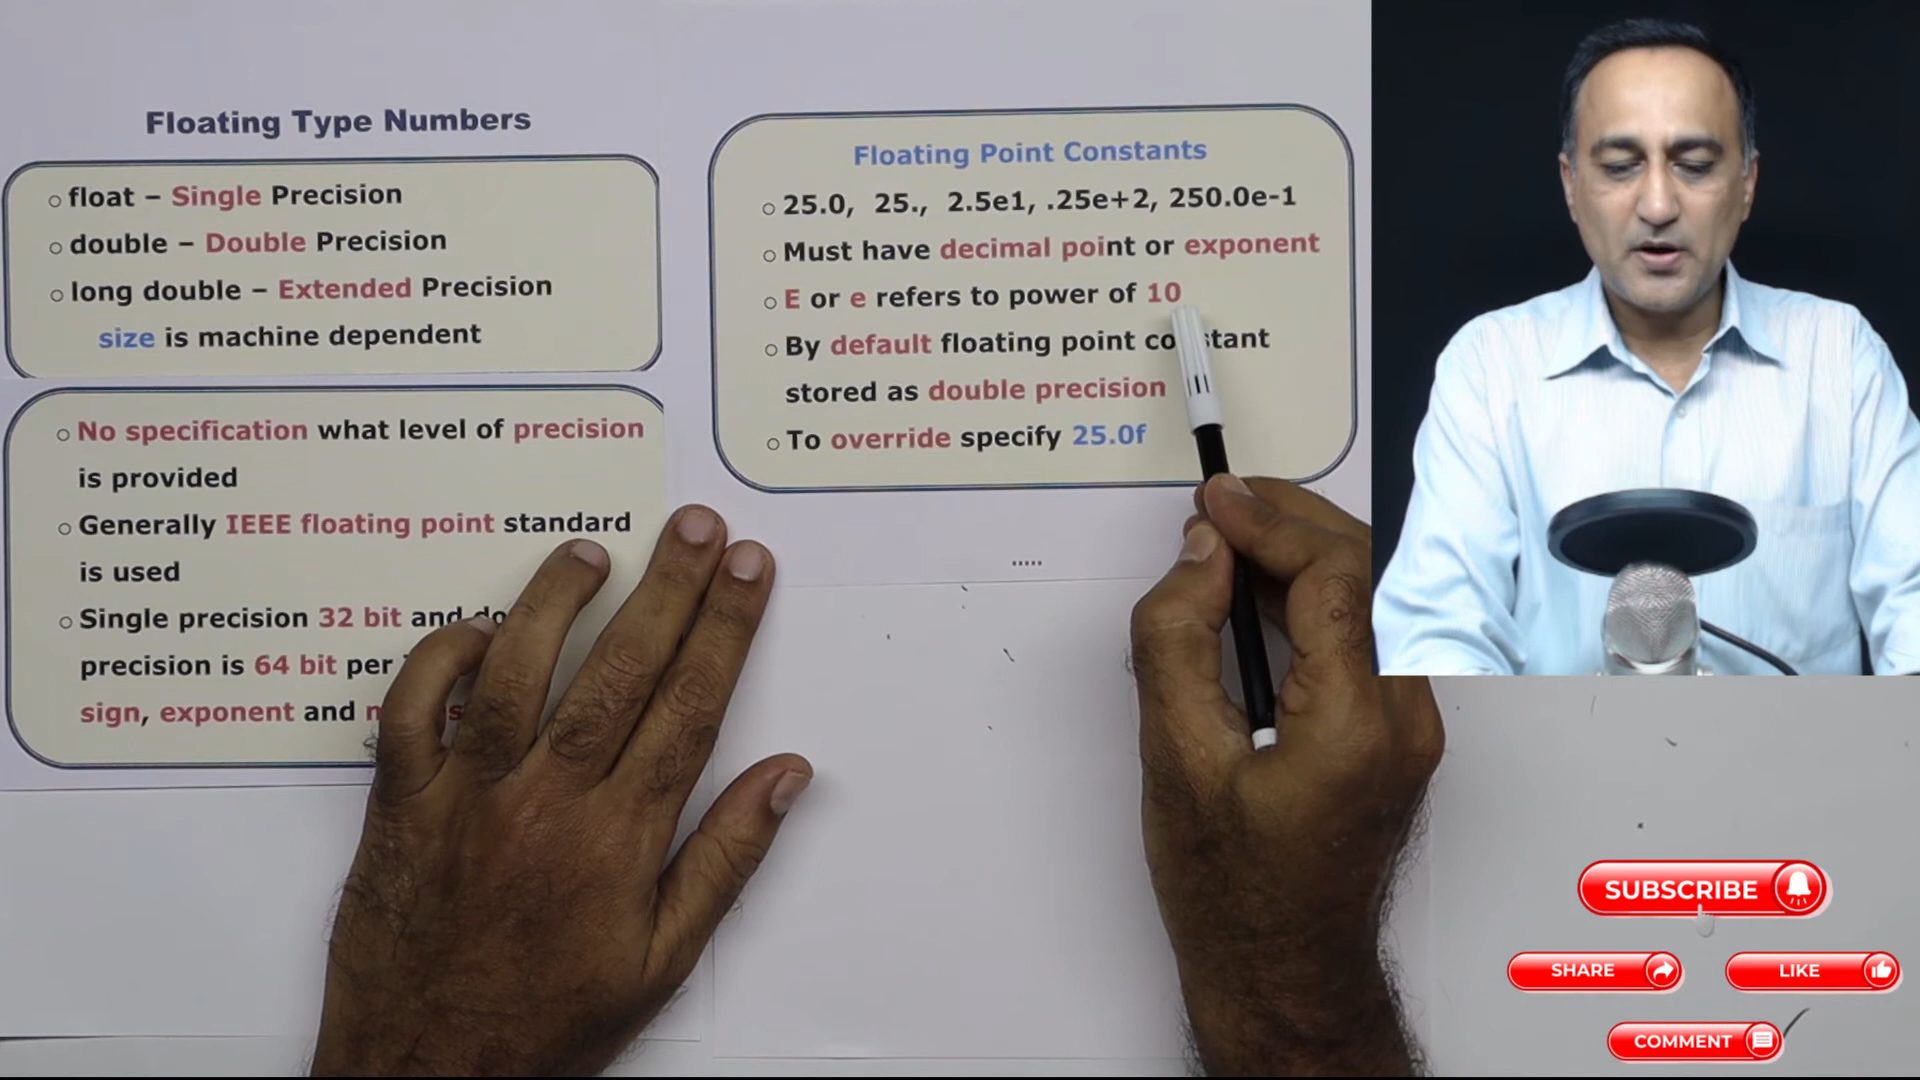 Floating Type Numbers
○ float – Single Precision
○ double – Double Precision
○ long double – Extended Precision
size is machine dependent
○ No specification what level of precision
is provided
○ Generally IEEE floating point standard
is used
○ Single precision 32 bit and
precision is 64 bit per
sign, exponent and
Floating Point Constants
○ 25.0, 25., 2.5e1, .25e+2, 250.0e-1
○ Must have decimal point or exponent
○ E or e refers to power of 10
○ By default floating point constant
stored as double precision
○ To override specify 25.0f
.....
SUBSCRIBE
SHARE
LIKE
COMMENT